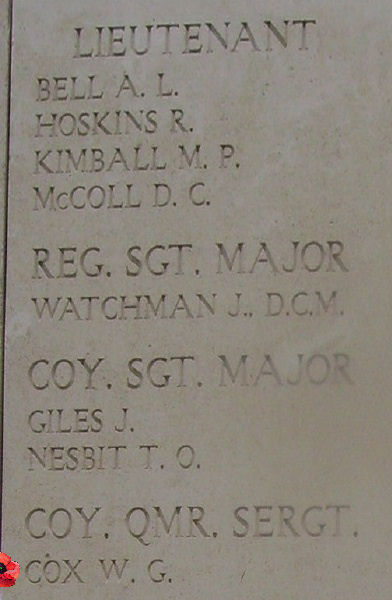 LIEUTENANT
BELL A. L.
HOSKINS R.
KIMBALL M. P.
McCOLL D. C.
REG. SGT. MAJOR
WATCHMAN J., D.C.M.
COY. SGT. MAJOR
GILES J.
NESBIT T. O.
COY. QMR. SERGT.
COX W. G.